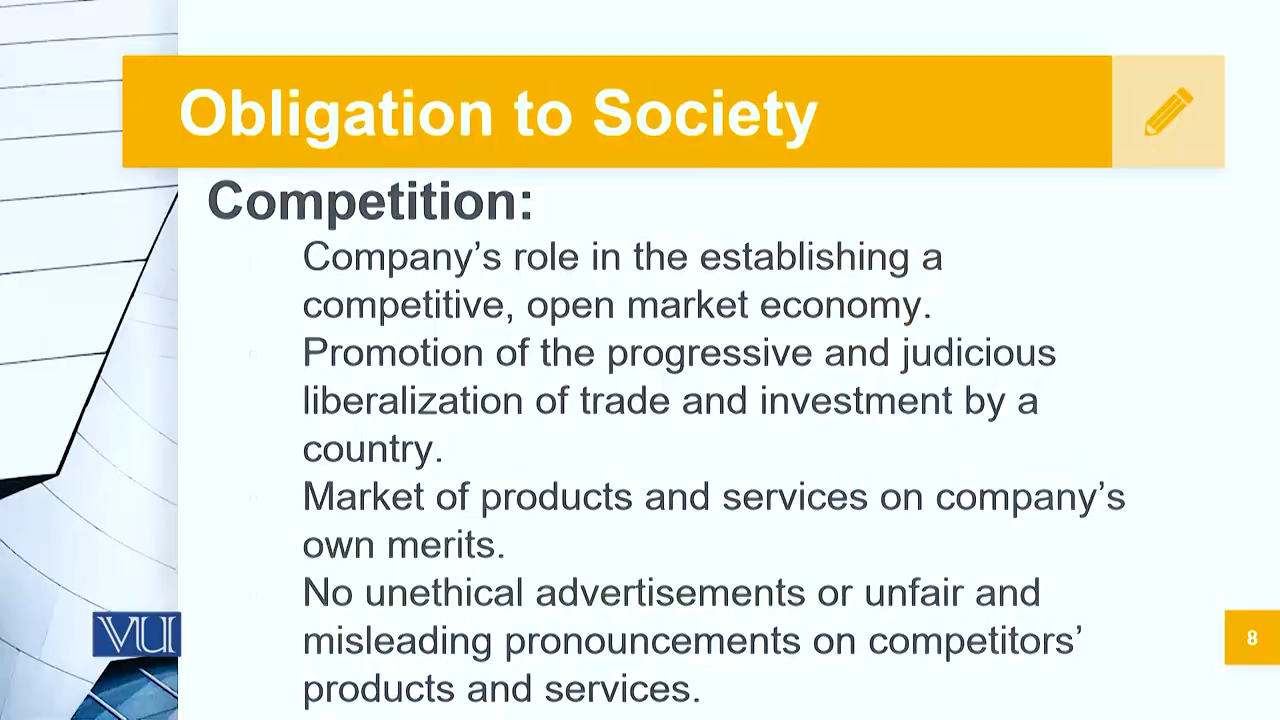 Obligation to Society
Competition:
Company’s role in the establishing a
competitive, open market economy.
Promotion of the progressive and judicious
liberalization of trade and investment by a
country.
Market of products and services on company’s
own merits.
No unethical advertisements or unfair and
misleading pronouncements on competitors’
products and services.
VU
8